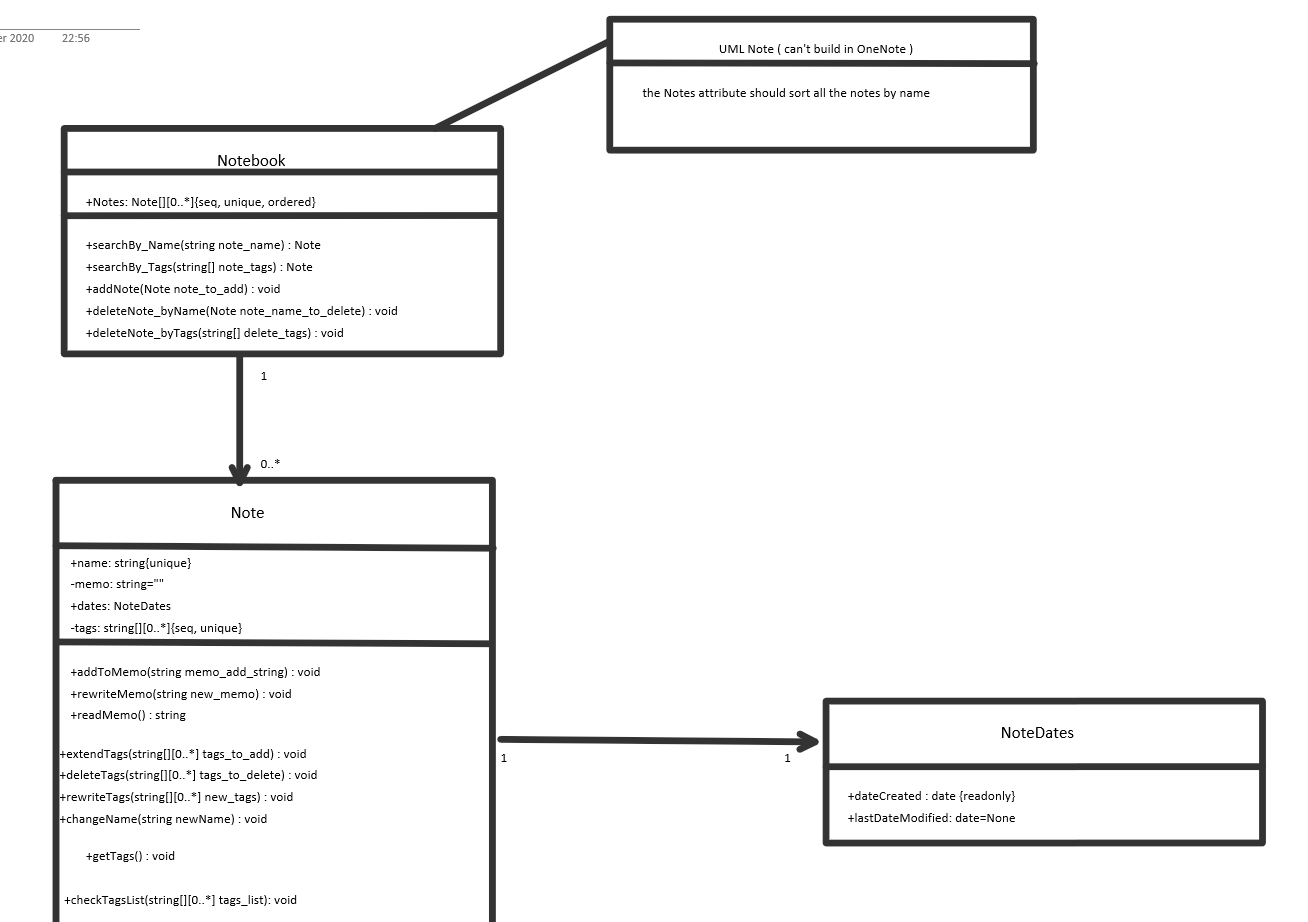 er 2020 22:56
UML Note ( can't build in OneNote )
the Notes attribute should sort all the notes by name
Notebook
+Notes: Note[][0..*]{seq, unique, ordered}
+searchBy_Name(string note_name) : Note
+searchBy_Tags(string[] note_tags) : Note
+addNote(Note note_to_add) : void
+deleteNote_byName(Note note_name_to_delete) : void
+deleteNote_byTags(string[] delete_tags) : void
1
0..*
Note
+name: string{unique}
-memo: string=""
+dates: NoteDates
-tags: string[][0..*]{seq, unique}
+addToMemo(string memo_add_string) : void
+rewriteMemo(string new_memo) : void
+readMemo() : string
+extendTags(string[][0..*] tags_to_add) : void
+deleteTags(string[][0..*] tags_to_delete) : void
+rewriteTags(string[][0..*] new_tags) : void
+changeName(string newName) : void
+getTags() : void
+checkTagsList(string[][0..*] tags_list): void
1
1
NoteDates
+dateCreated : date {readonly}
+lastDateModified: date=None